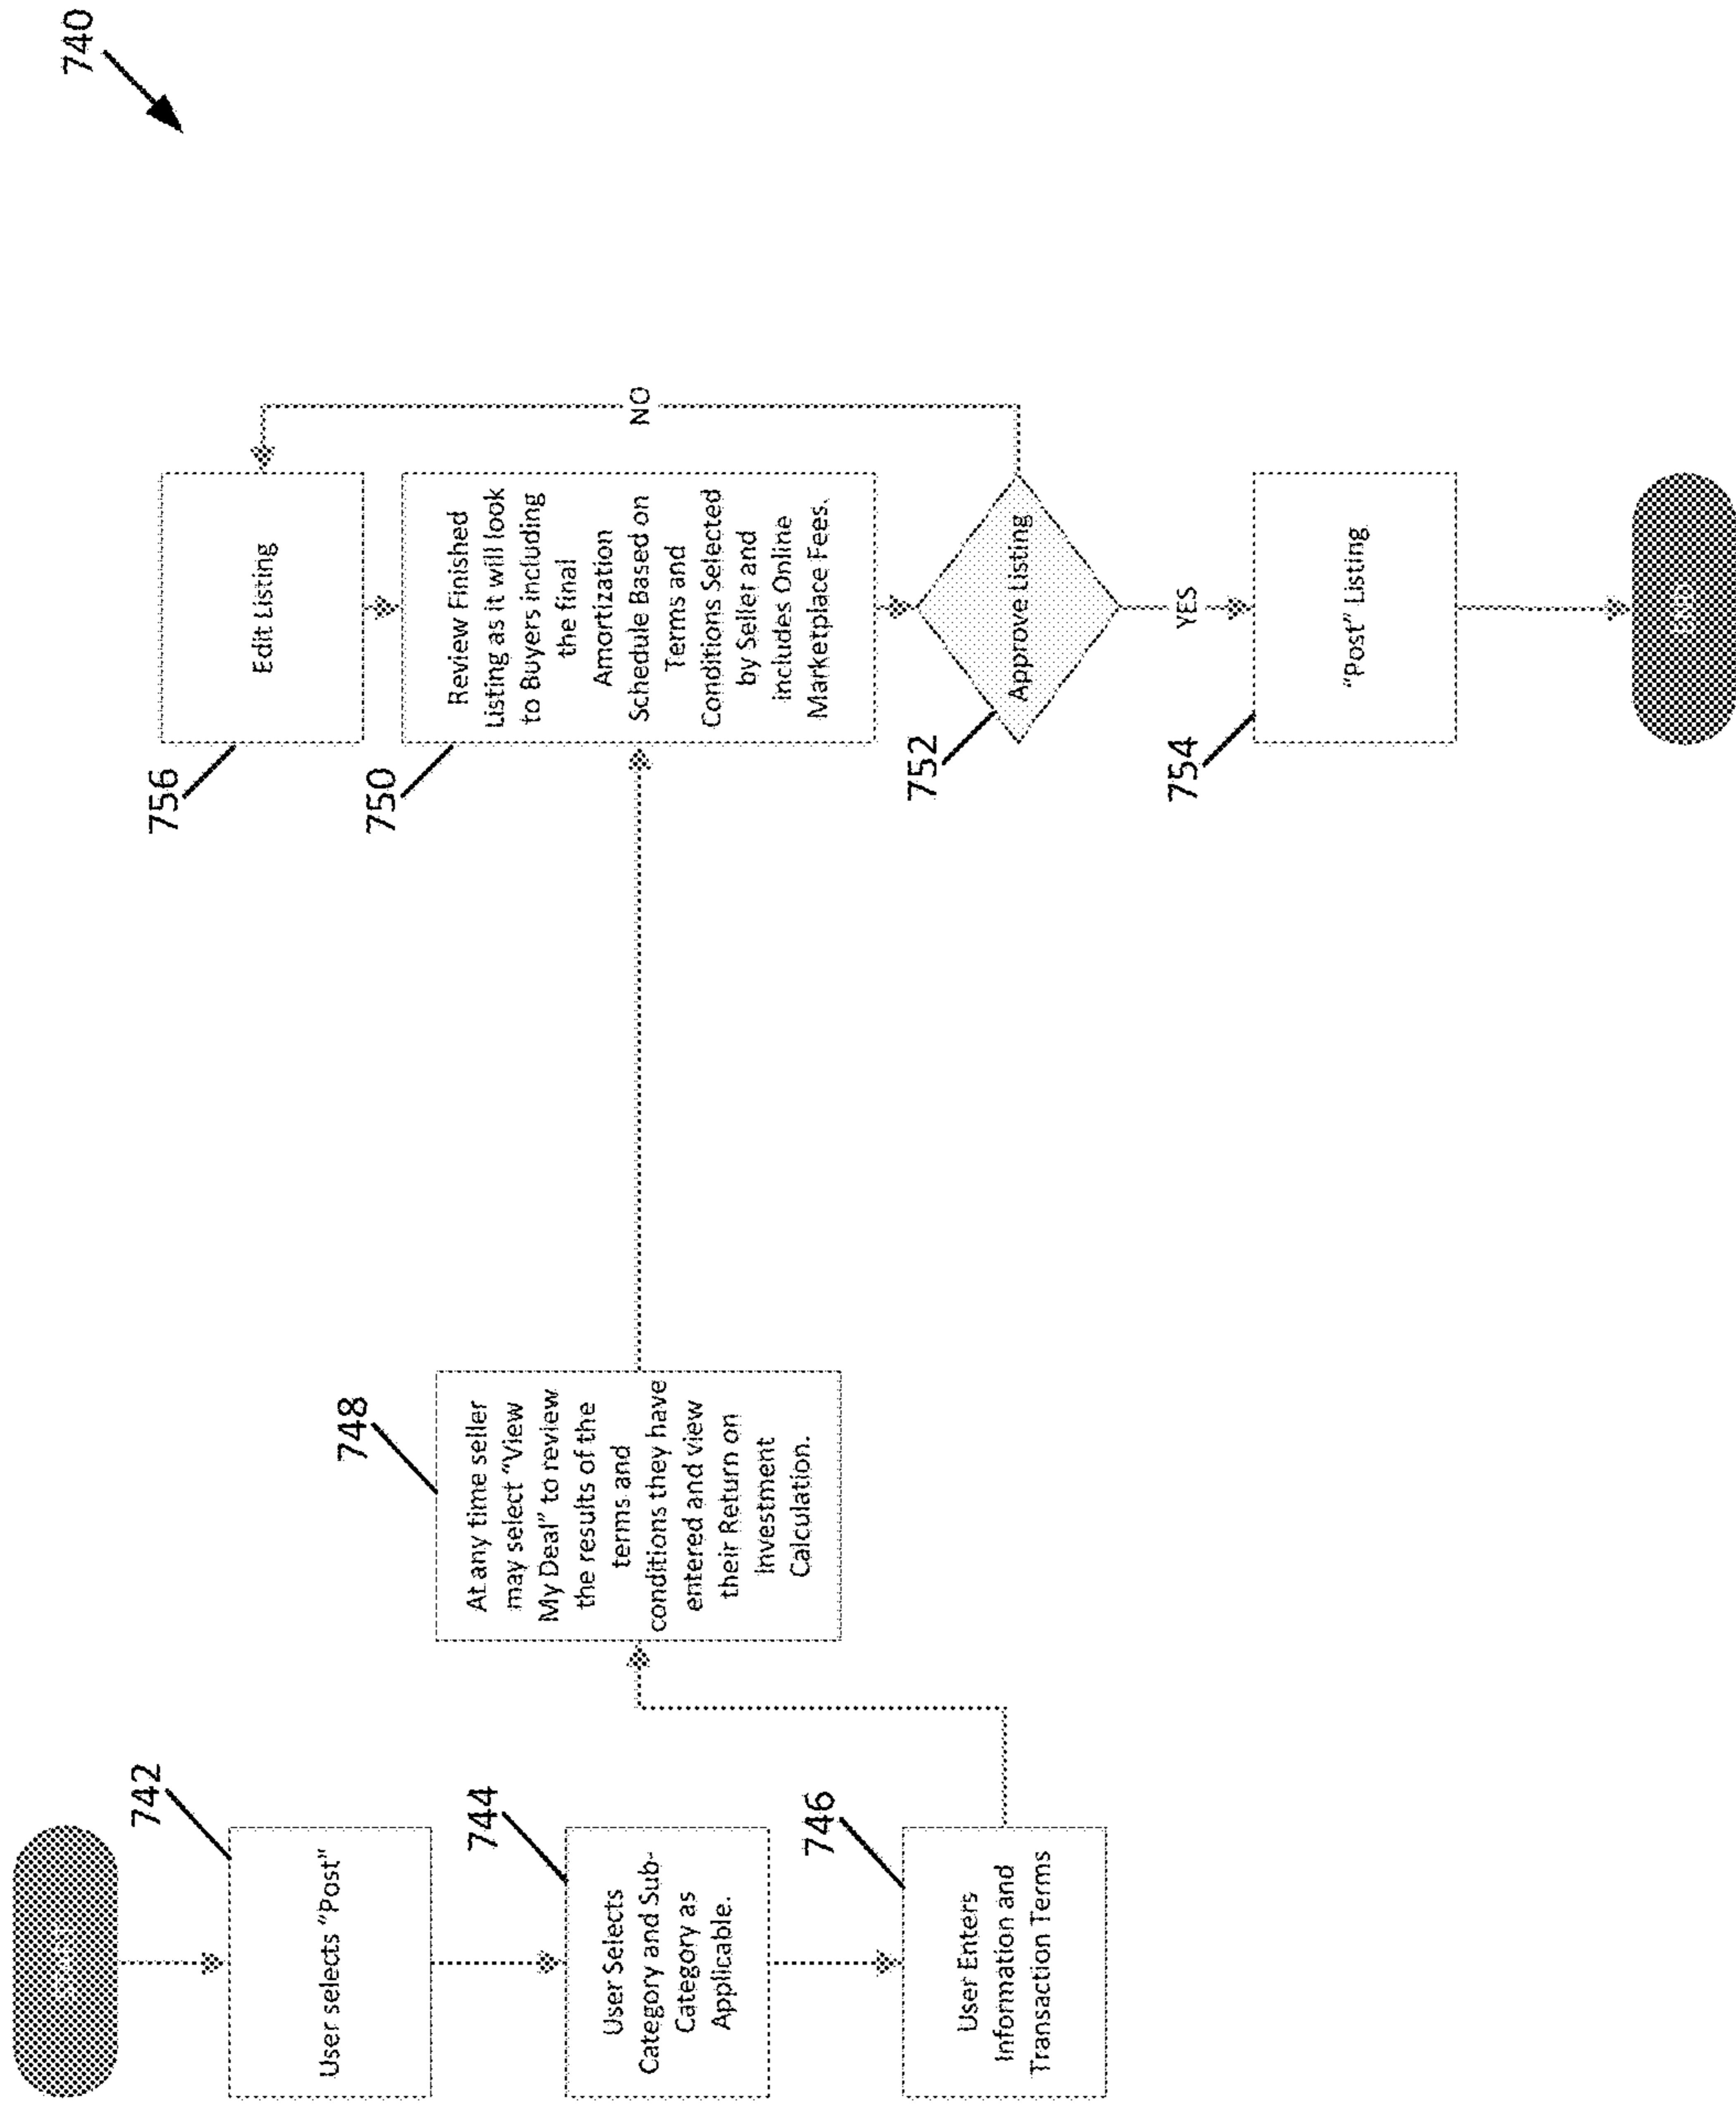 740
742
User selects "Post"
744
User Selects
Category and Sub-
Category as
Applicable.
746
User Enters
Information and
Transaction Terms
748
At any time seller
may select "View
My Deal" to review
the results of the
terms and
conditions they have
entered and view
their Return on
Investment
Calculation.
756
Edit Listing
750
Review Finished
Listing as it will look
to Buyers including
the final
Amortization
Schedule Based on
Terms and
Conditions Selected
by Seller and
includes Online
Marketplace Fees.
NO
752
Approve Listing
YES
754
"Post" Listing